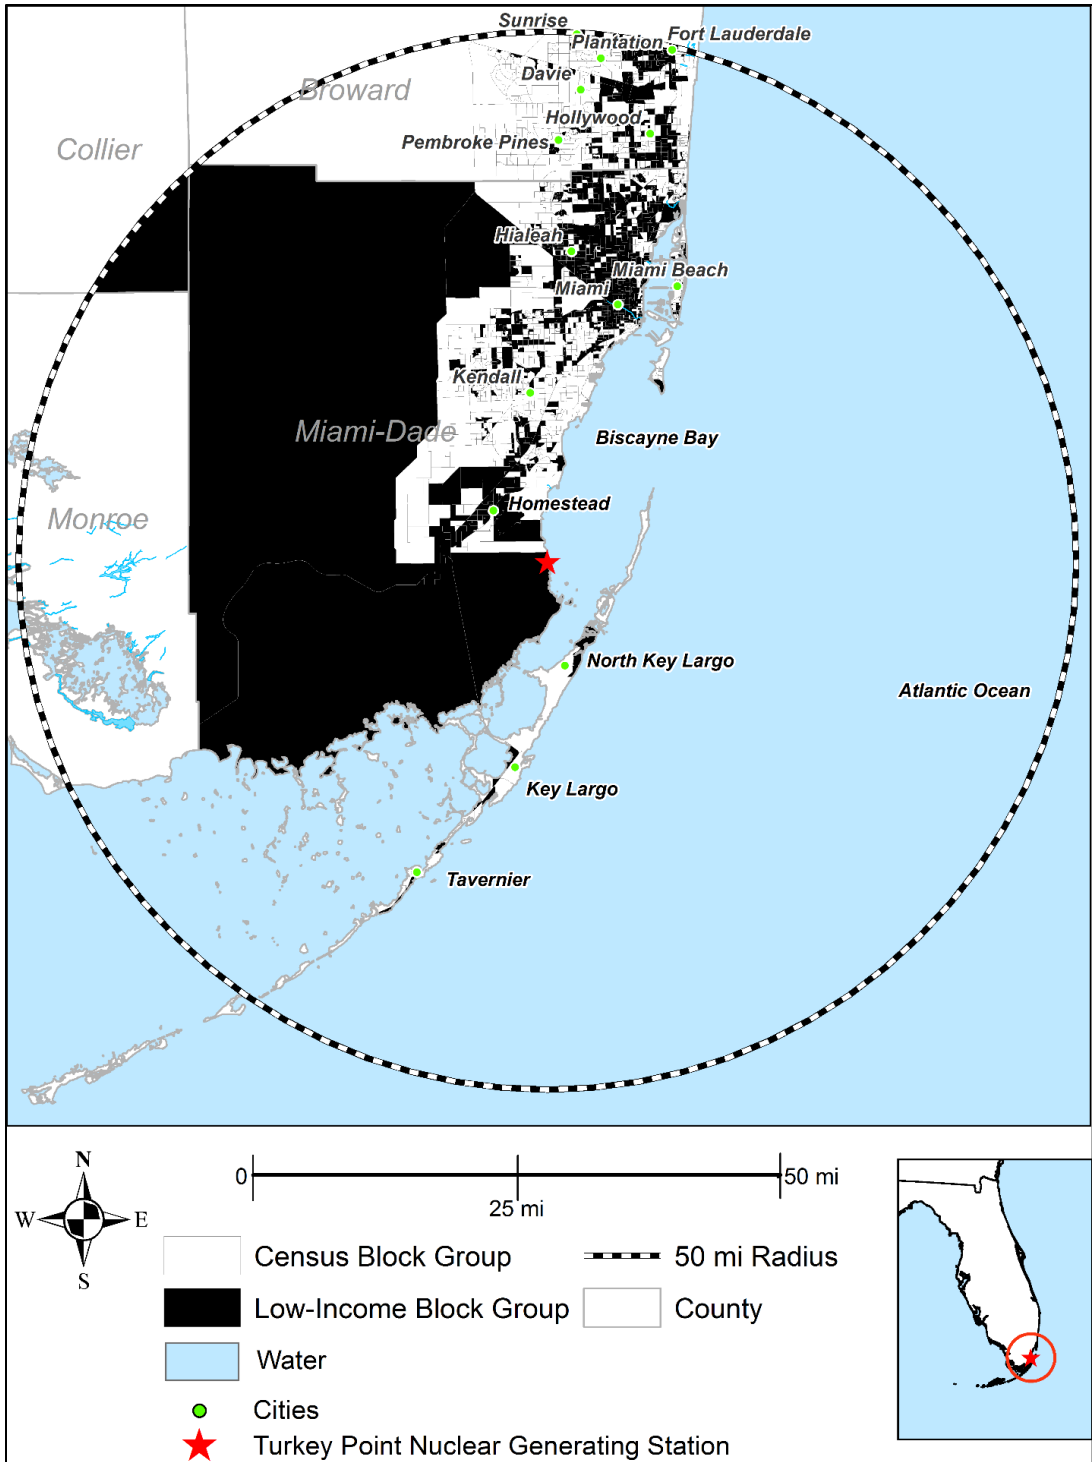 Sunrise
Fort Lauderdale
Plantation
Davie
Broward
Hollywood
Pembroke Pines
Collier
Hialeah
Miami Beach
Miami
Kendall
Miami-Dade
Biscayne Bay
Homestead
Monroe
North Key Largo
Atlantic Ocean
Key Largo
Tavernier
N
W E
S
0 50 mi
25 mi
Census Block Group 50 mi Radius
Low-Income Block Group County
Water
Cities
Turkey Point Nuclear Generating Station